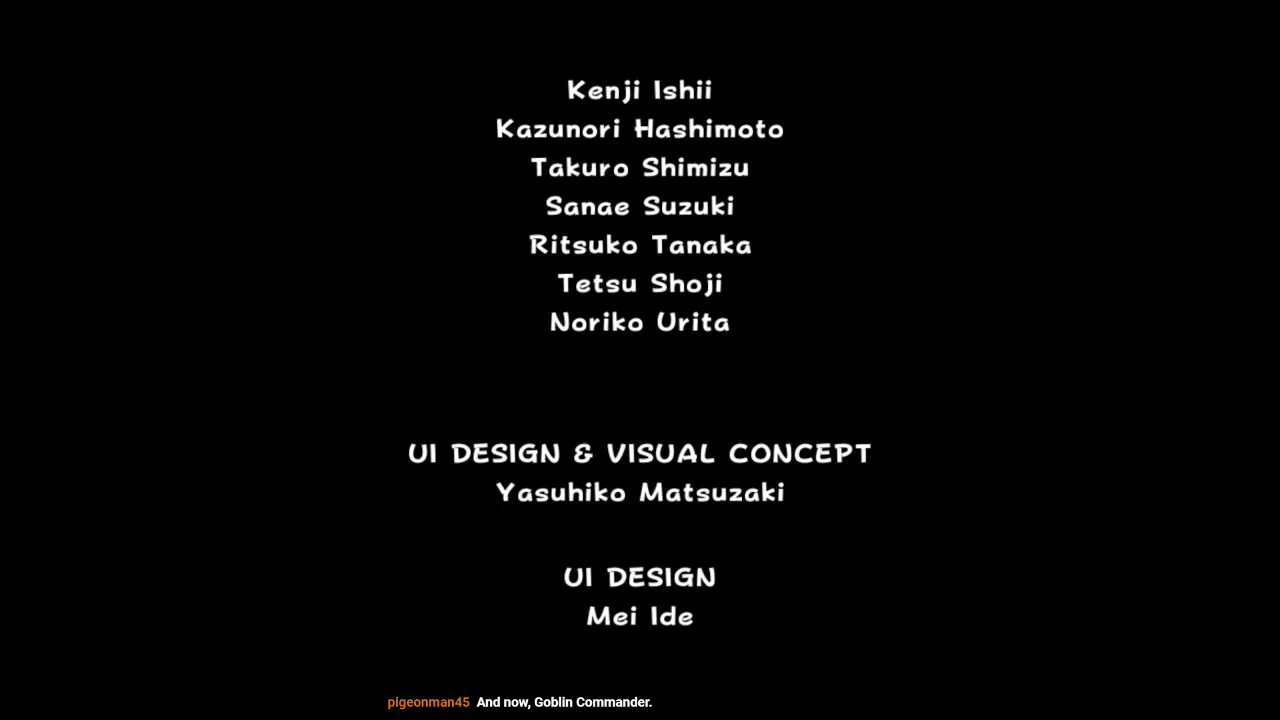 Kenji Ishii
Kazunori Hashimoto
Takuro Shimizu
Sanae Suzuki
Ritsuko Tanaka
Tetsu Shoji
Noriko Urita
UI DESIGN & VISUAL CONCEPT
Yasuhiko Matsuzaki
UI DESIGN
Mei Ide
pigeonman45 And now, Goblin Commander.